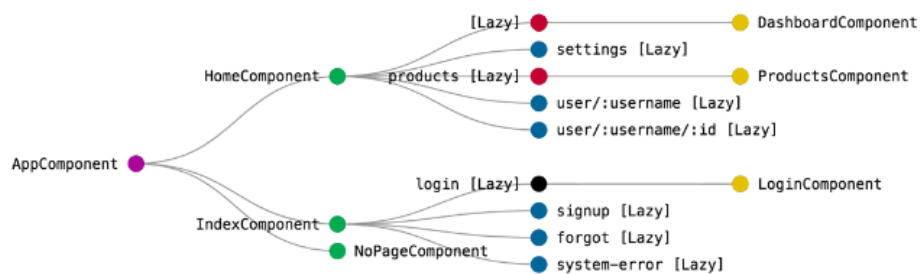 [Lazy] DashboardComponent
settings [Lazy]
HomeComponent products [Lazy] ProductsComponent
user/:username [Lazy]
user/:username/:id [Lazy]
AppComponent
login [Lazy] LoginComponent
signup [Lazy]
IndexComponent
forgot [Lazy]
NoPageComponent
system-error [Lazy]